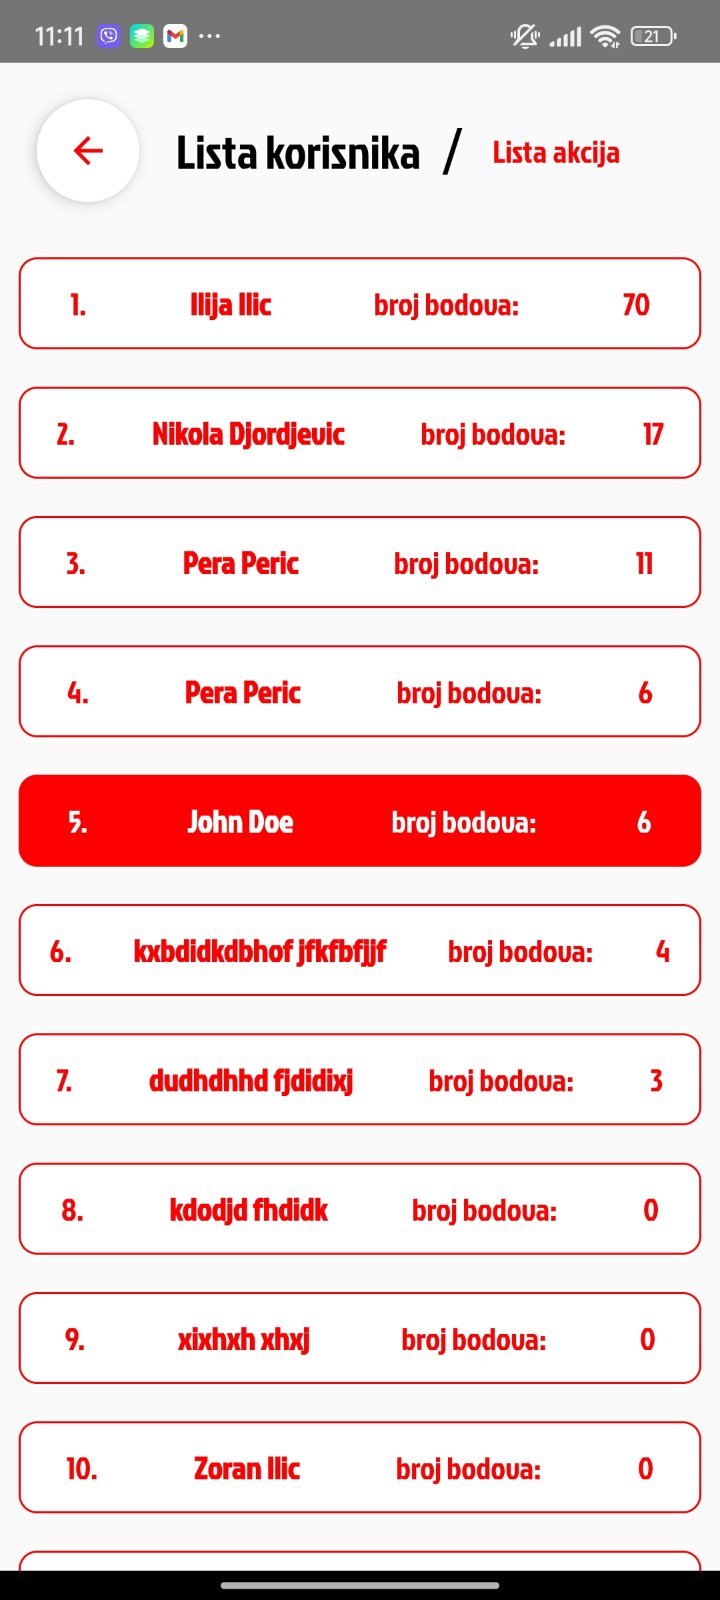 11:11 21
Lista korisnika / Lista akcija
1. Ilija Ilic broj bodova: 70
2. Nikola Djordjevic broj bodova: 17
3. Pera Peric broj bodova: 11
4. Pera Peric broj bodova: 6
5. John Doe broj bodova: 6
6. kxbdidkdbhof jfkfbfjjf broj bodova: 4
7. dudhdhhd fjdidixj broj bodova: 3
8. kdodjd fhdidk broj bodova: 0
9. xixhxh xhxj broj bodova: 0
10. Zoran Ilic broj bodova: 0